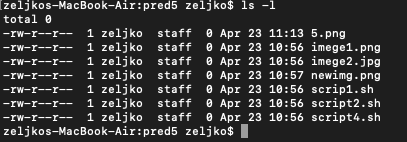 [zeljkos-MacBook-Air:pred5 zeljko$ ls -l
total 0
-rw-r--r--  1 zeljko  staff  0 Apr 23 11:13 5.png
-rw-r--r--  1 zeljko  staff  0 Apr 23 10:56 imege1.png
-rw-r--r--  1 zeljko  staff  0 Apr 23 10:56 imege2.jpg
-rw-r--r--  1 zeljko  staff  0 Apr 23 10:57 newimg.png
-rw-r--r--  1 zeljko  staff  0 Apr 23 10:56 scrip1.sh
-rw-r--r--  1 zeljko  staff  0 Apr 23 10:56 script2.sh
-rw-r--r--  1 zeljko  staff  0 Apr 23 10:56 script4.sh
zeljkos-MacBook-Air:pred5 zeljko$